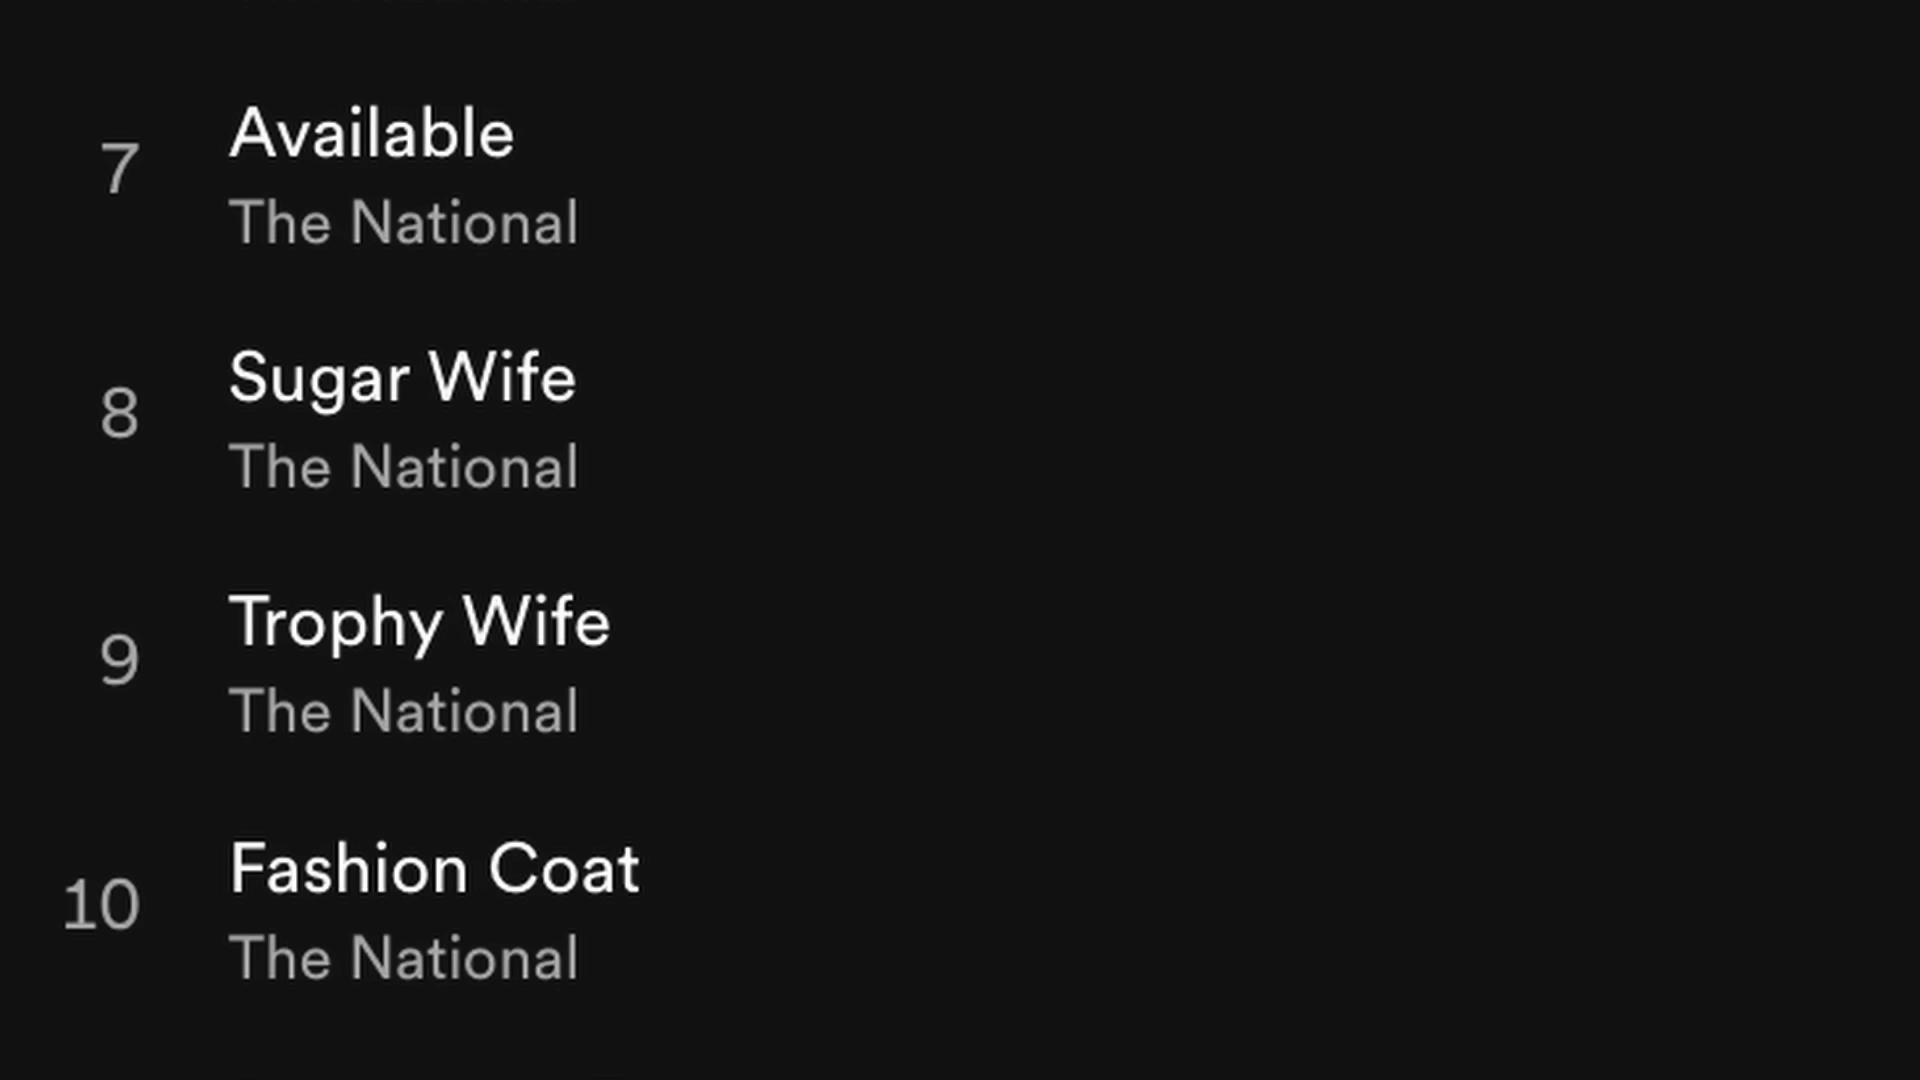 7
Available
The National
8
Sugar Wife
The National
9
Trophy Wife
The National
10
Fashion Coat
The National